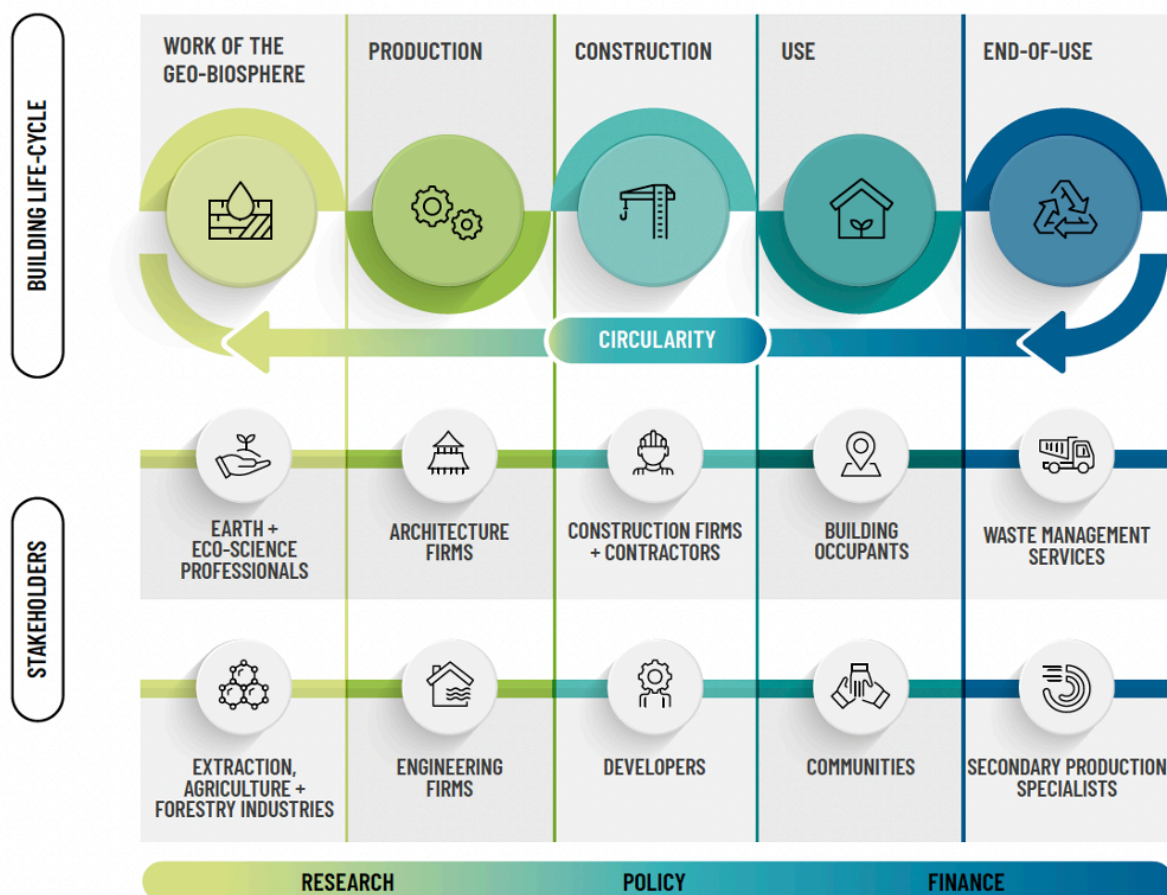 BUILDING LIFE-CYCLE
WORK OF THE
GEO-BIOSPHERE
PRODUCTION
CONSTRUCTION
USE
END-OF-USE
CIRCULARITY
STAKEHOLDERS
EARTH +
ECO-SCIENCE
PROFESSIONALS
ARCHITECTURE
FIRMS
CONSTRUCTION FIRMS
+ CONTRACTORS
BUILDING
OCCUPANTS
WASTE MANAGEMENT
SERVICES
EXTRACTION,
AGRICULTURE +
FORESTRY INDUSTRIES
ENGINEERING
FIRMS
DEVELOPERS
COMMUNITIES
SECONDARY PRODUCTION
SPECIALISTS
RESEARCH
POLICY
FINANCE